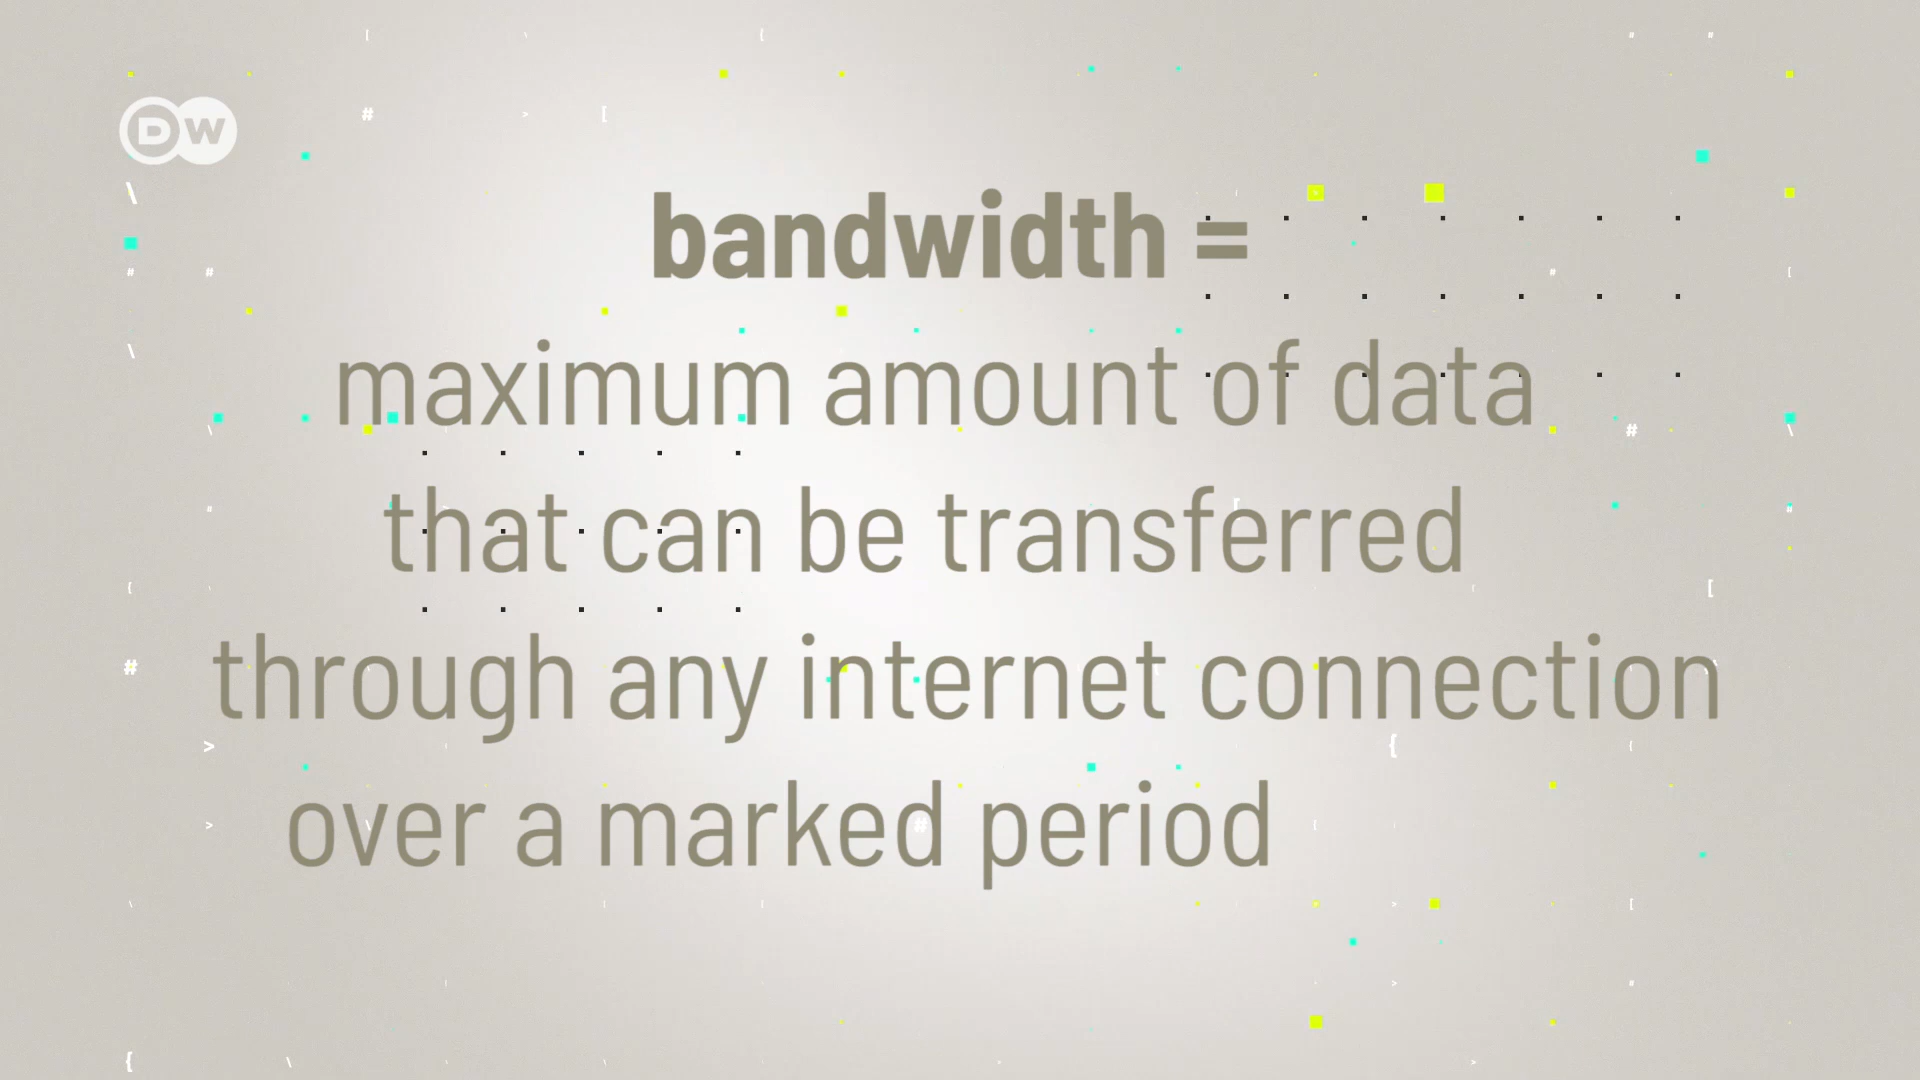 DW
bandwidth =
maximum amount of data
that can be transferred
through any internet connection
over a marked period